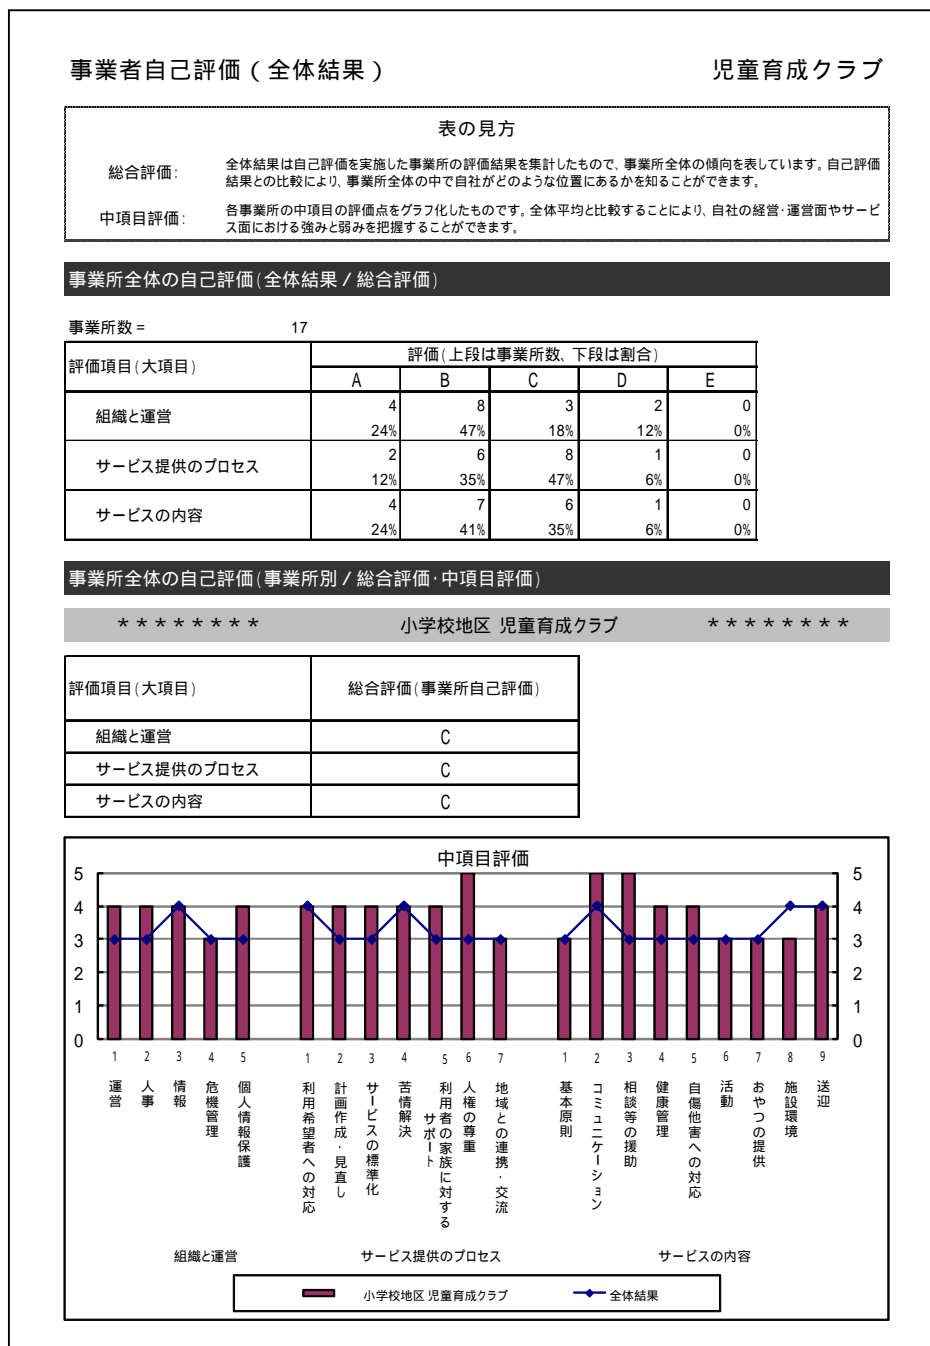 事業者自己評価（全体結果）
児童育成クラブ
表の見方
総合評価:
全体結果は自己評価を実施した事業所の評価結果を集計したもので、事業所全体の傾向を表しています。自己評価
結果との比較により、事業所全体の中で自社がどのような位置にあるかを知ることができます。
中項目評価:
各事業所の中項目の評価点をグラフ化したものです。全体平均と比較することにより、自社の経営・運営面やサービ
ス面における強みと弱みを把握することができます。
事業所全体の自己評価(全体結果/総合評価)
事業所数= 17
評価項目(大項目)
評価(上段は事業所数、下段は割合)
A B C D E
組織と運営
4 8 3 2 0
24% 47% 18% 12% 0%
サービス提供のプロセス
2 6 8 1 0
12% 35% 47% 6% 0%
サービスの内容
4 7 6 1 0
24% 41% 35% 6% 0%
事業所全体の自己評価(事業所別/総合評価・中項目評価)
******** 小学校地区 児童育成クラブ ********
評価項目(大項目) 総合評価(事業所自己評価)
組織と運営 C
サービス提供のプロセス C
サービスの内容 C
中項目評価
5 5
4 4
3 3
2 2
1 1
0 0
1 2 3 4 5 1 2 3 4 5 6 7 1 2 3 4 5 6 7 8 9
運営
人事
情報
危機管理
個人情報保護
利用希望者への対応
計画作成・見直し
サービスの標準化
苦情解決
利用者の家族に対する
サポート
人権の尊重
地域との連携・交流
基本原則
コミュニケーション
相談等の援助
健康管理
自傷他害への対応
活動
おやつの提供
施設環境
送迎
組織と運営 サービス提供のプロセス サービスの内容
小学校地区 児童育成クラブ 全体結果